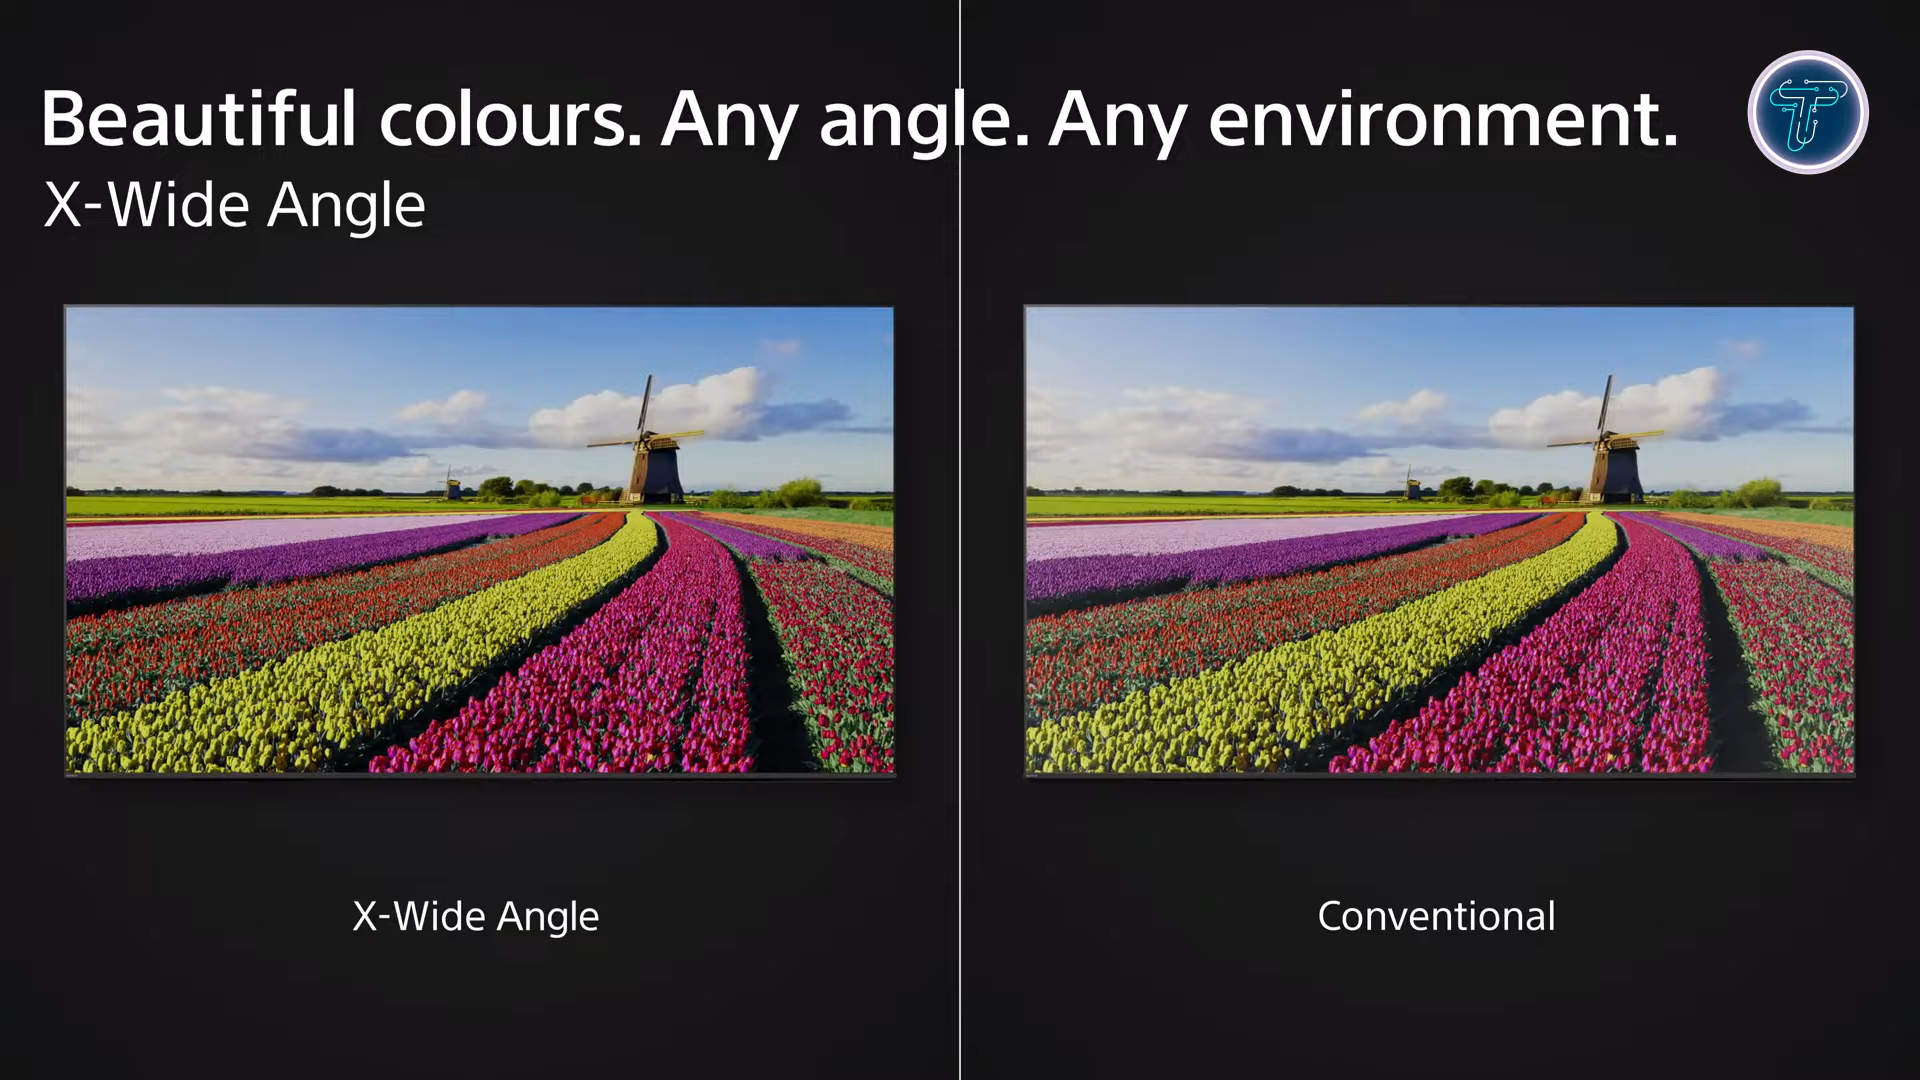 Beautiful colours. Any angle. Any environment.
X-Wide Angle
X-Wide Angle
Conventional